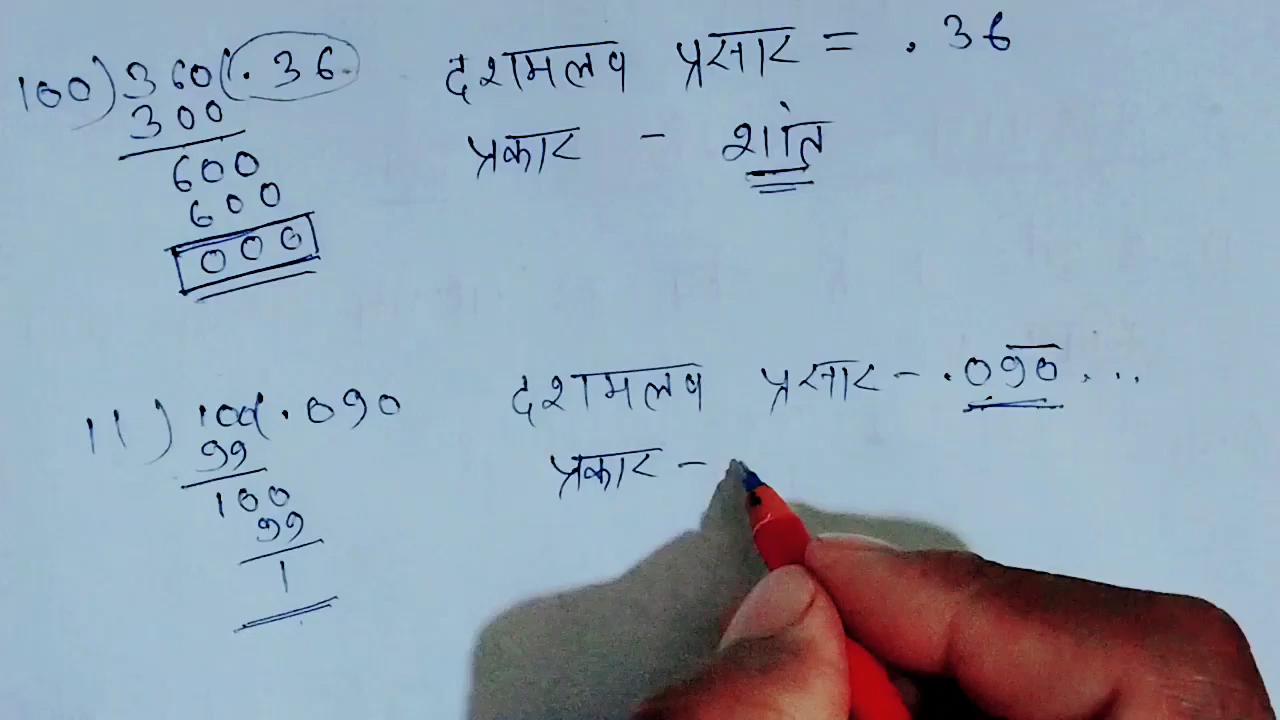 100) 360 ( .36 दशमलव प्रसार = .36
300 प्रकार - शांत
600
600
000
11) 100 ( .090 दशमलव प्रसार - .090...
99 प्रकार -
100
99
1